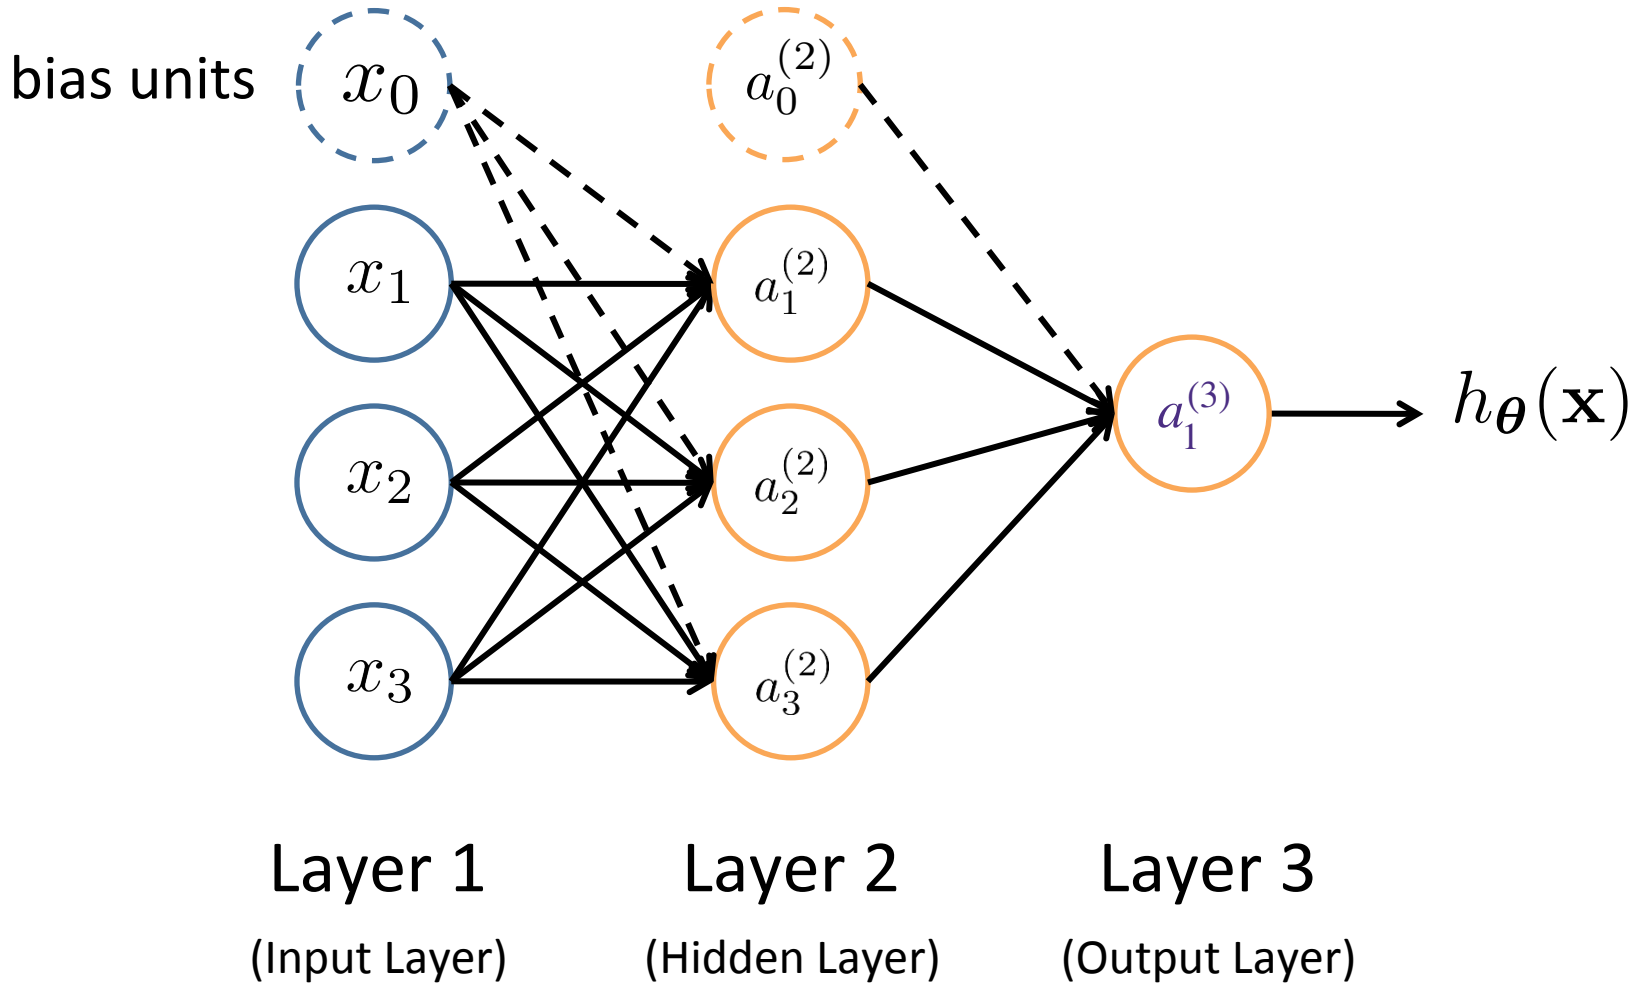 bias units
x₀
a₀⁽²⁾
x₁
a₁⁽²⁾
x₂
a₂⁽²⁾
x₃
a₃⁽²⁾
a₁⁽³⁾
h_θ(x)
Layer 1
(Input Layer)
Layer 2
(Hidden Layer)
Layer 3
(Output Layer)